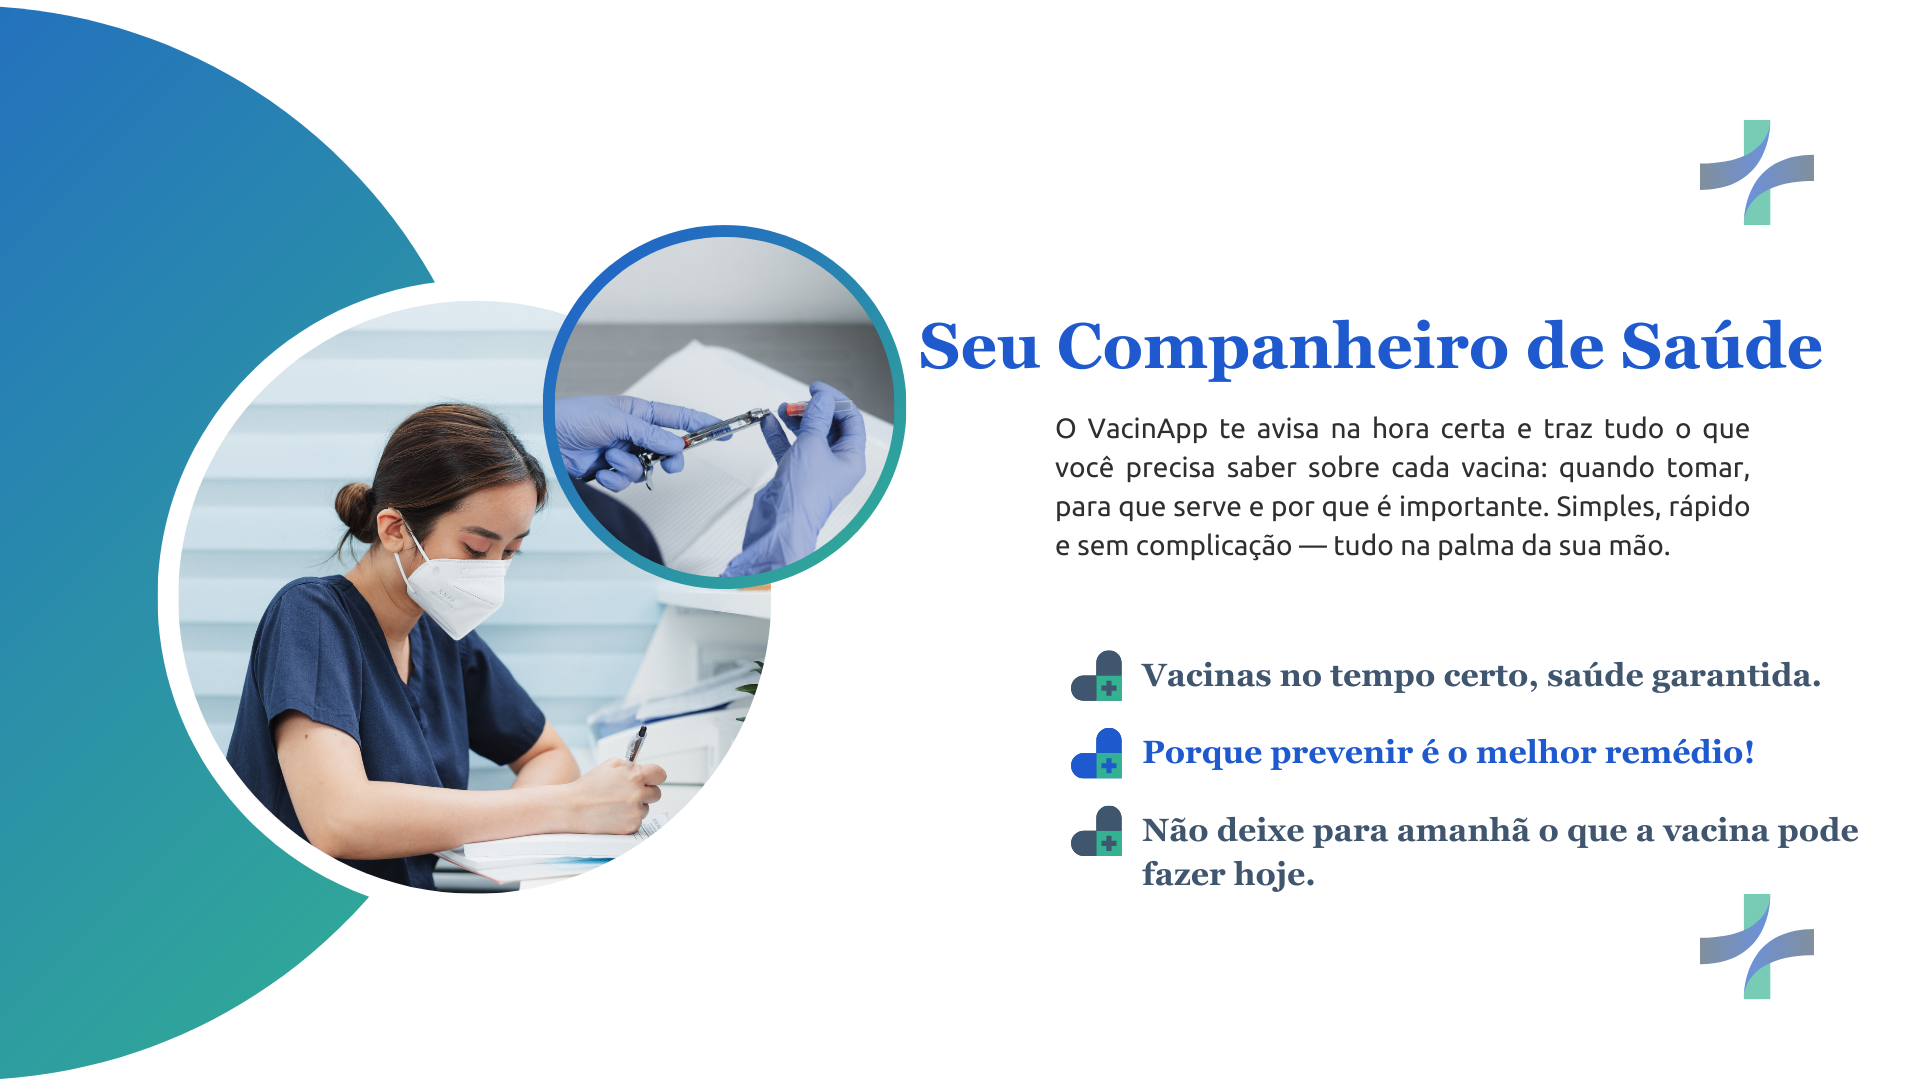 Seu Companheiro de Saúde
O VacinApp te avisa na hora certa e traz tudo o que
você precisa saber sobre cada vacina: quando tomar,
para que serve e por que é importante. Simples, rápido
e sem complicação — tudo na palma da sua mão.
Vacinas no tempo certo, saúde garantida.
Porque prevenir é o melhor remédio!
Não deixe para amanhã o que a vacina pode
fazer hoje.